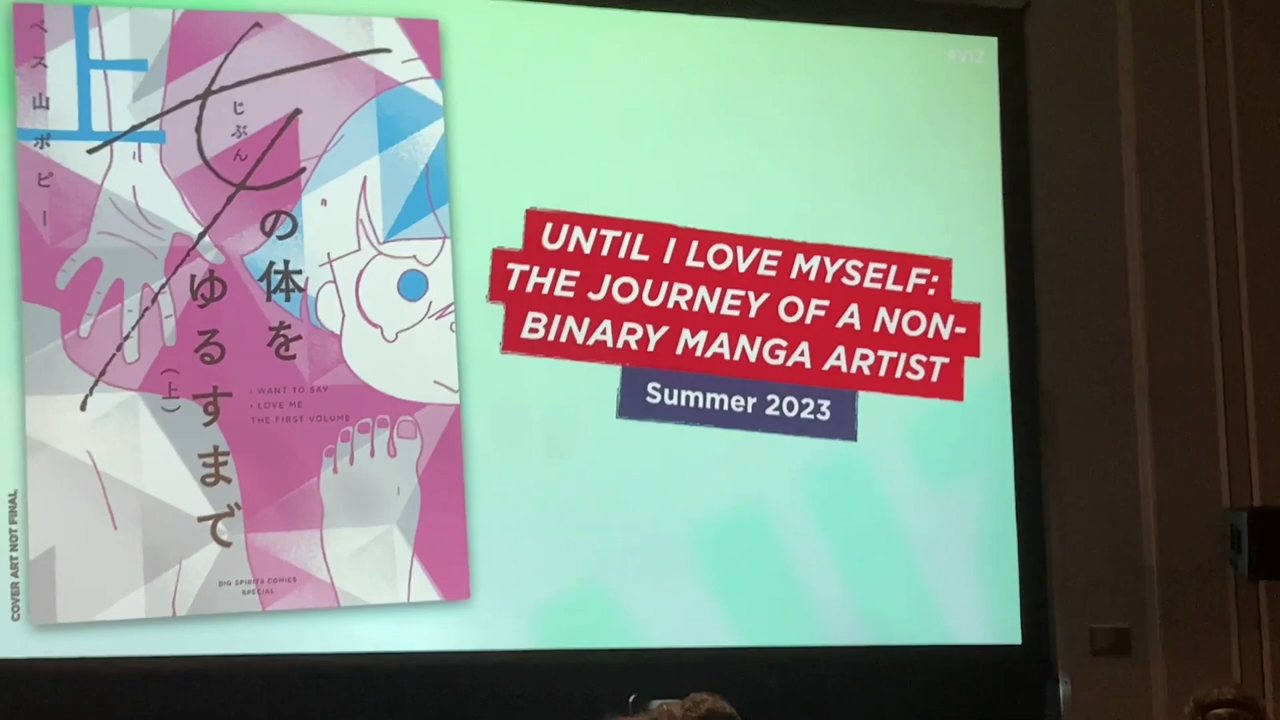 ペス山ポピー
上
じぶん
女の体を
ゆるすまで
(上)
I WANT TO SAY
I LOVE ME
THE FIRST VOLUME
BIG SPIRITS COMICS
SPECIAL
COVER ART NOT FINAL
UNTIL I LOVE MYSELF:
THE JOURNEY OF A NON-
BINARY MANGA ARTIST
Summer 2023
#VIZ